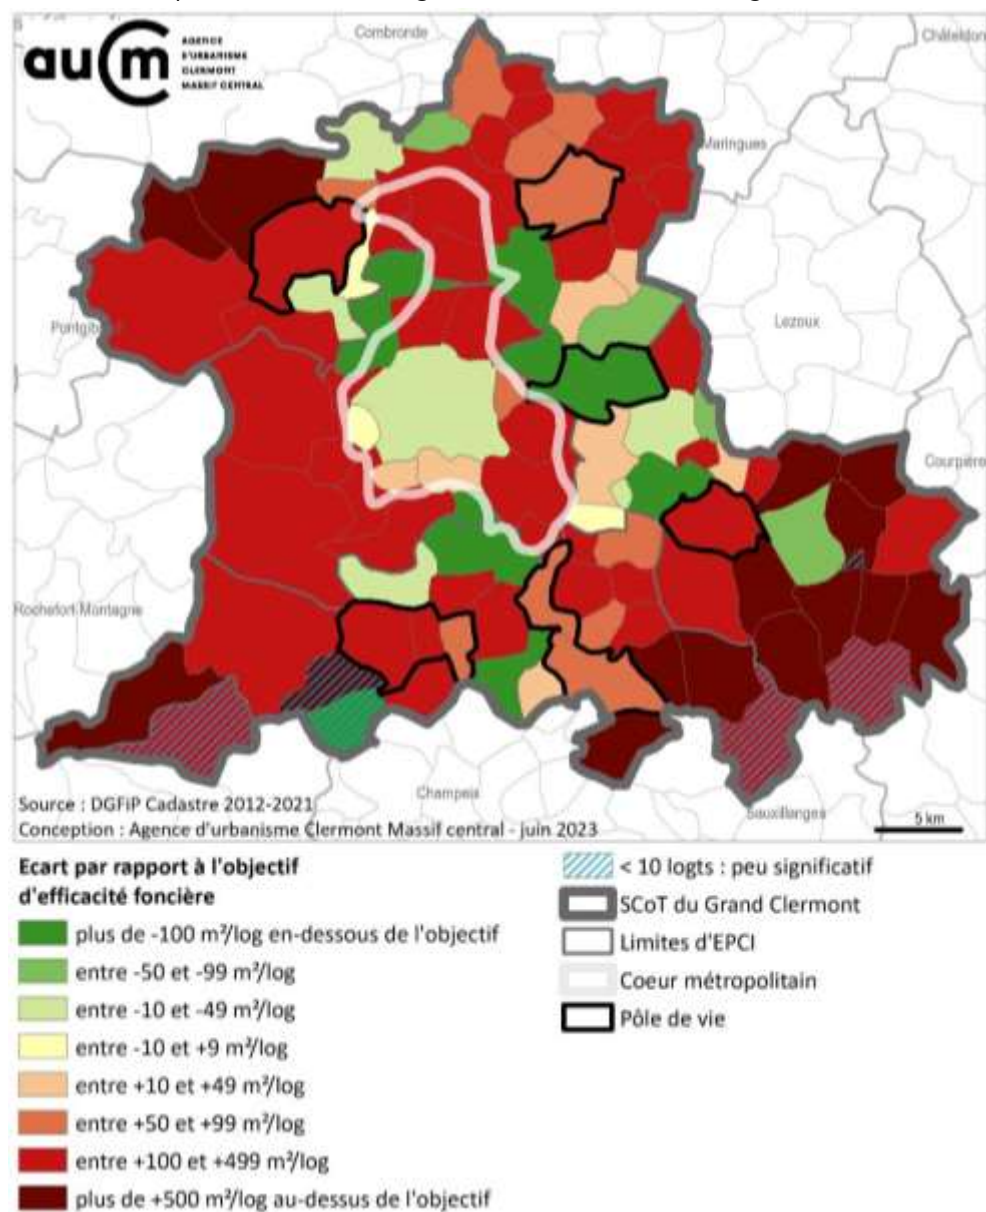 Combronde
Châteldon
auCm
AGENCE
D'URBANISME
CLERMONT
MASSIF CENTRAL
Maringues
Lezoux
Courpière
Rochefort-Montagne
Champeix
Sauxillanges
Source : DGFiP Cadastre 2012-2021
Conception : Agence d'urbanisme Clermont Massif central - juin 2023
5 km
Ecart par rapport à l'objectif
d'efficacité foncière
plus de -100 m²/log en-dessous de l'objectif
entre -50 et -99 m²/log
entre -10 et -49 m²/log
entre -10 et +9 m²/log
entre +10 et +49 m²/log
entre +50 et +99 m²/log
entre +100 et +499 m²/log
plus de +500 m²/log au-dessus de l'objectif
< 10 logts : peu significatif
SCoT du Grand Clermont
Limites d'EPCI
Coeur métropolitain
Pôle de vie